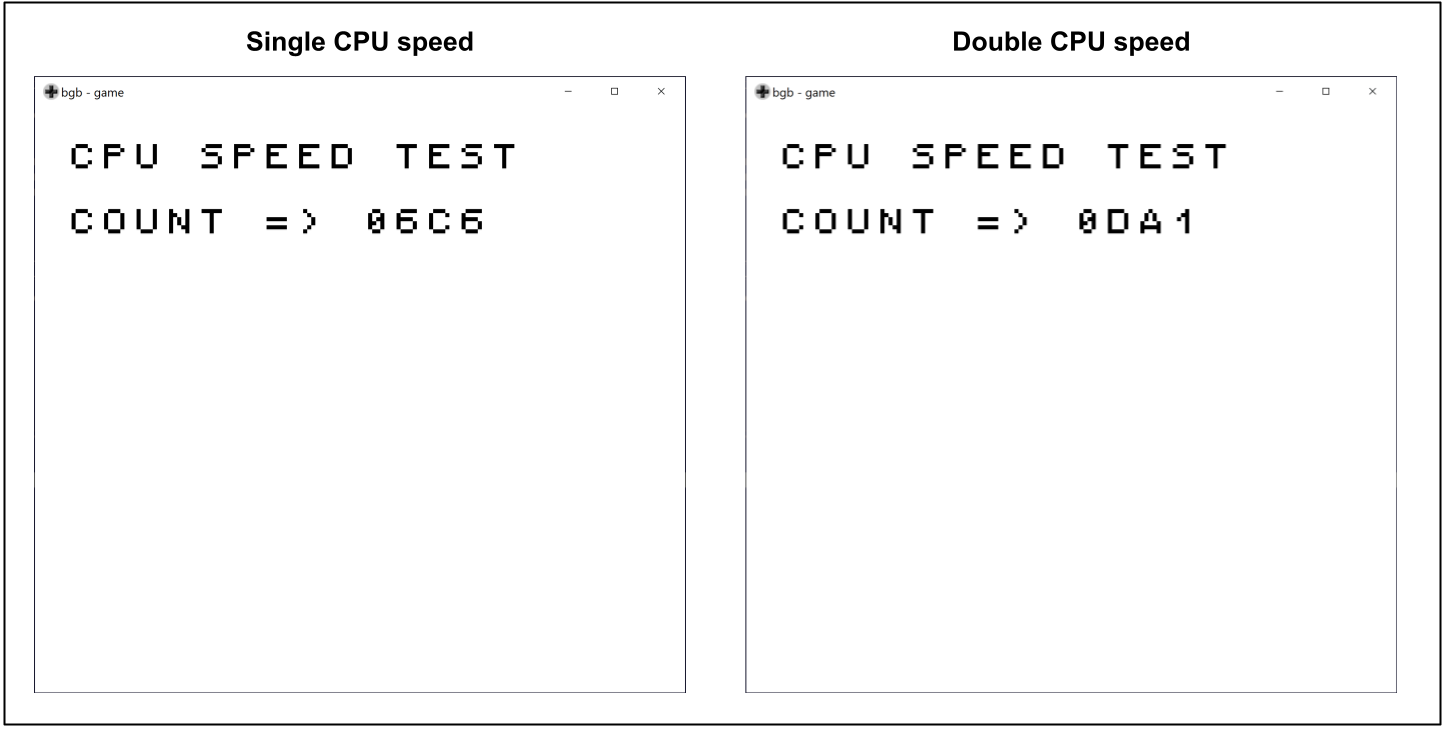 Single CPU speed
bgb - game
CPU SPEED TEST
COUNT => 06C6
Double CPU speed
bgb - game
CPU SPEED TEST
COUNT => 0DA1